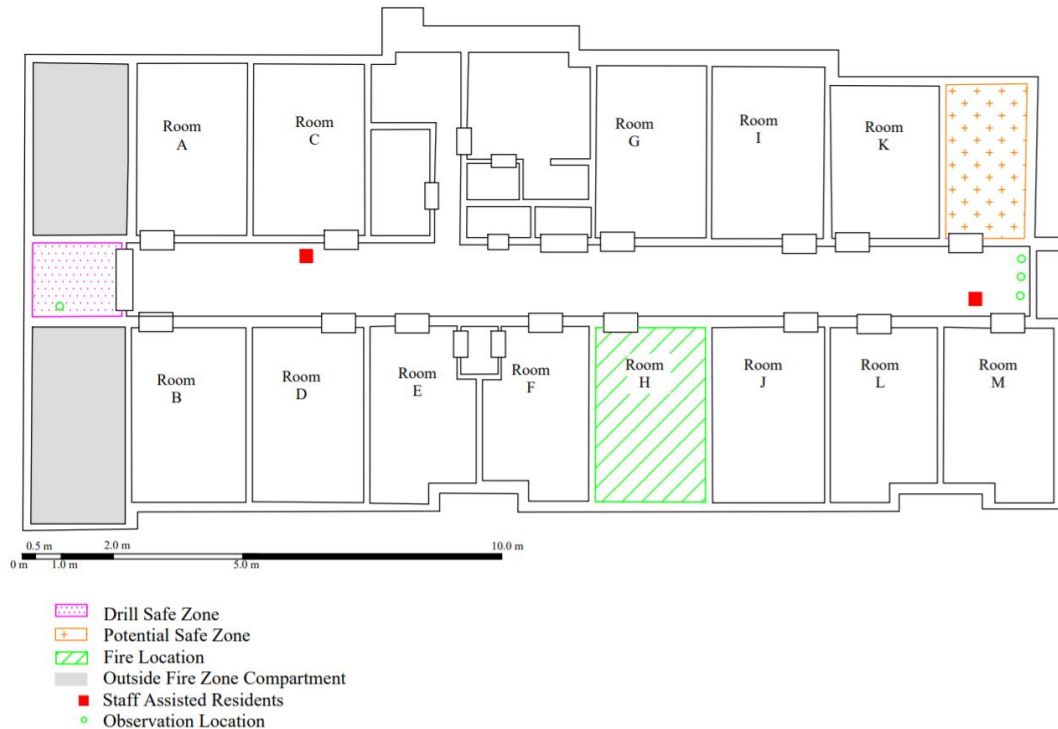 Room
A
Room
C
Room
G
Room
I
Room
K
Room
B
Room
D
Room
E
Room
F
Room
H
Room
J
Room
L
Room
M
0.5 m 2.0 m 10.0 m
0 m 1.0 m 5.0 m
Drill Safe Zone
Potential Safe Zone
Fire Location
Outside Fire Zone Compartment
Staff Assisted Residents
Observation Location